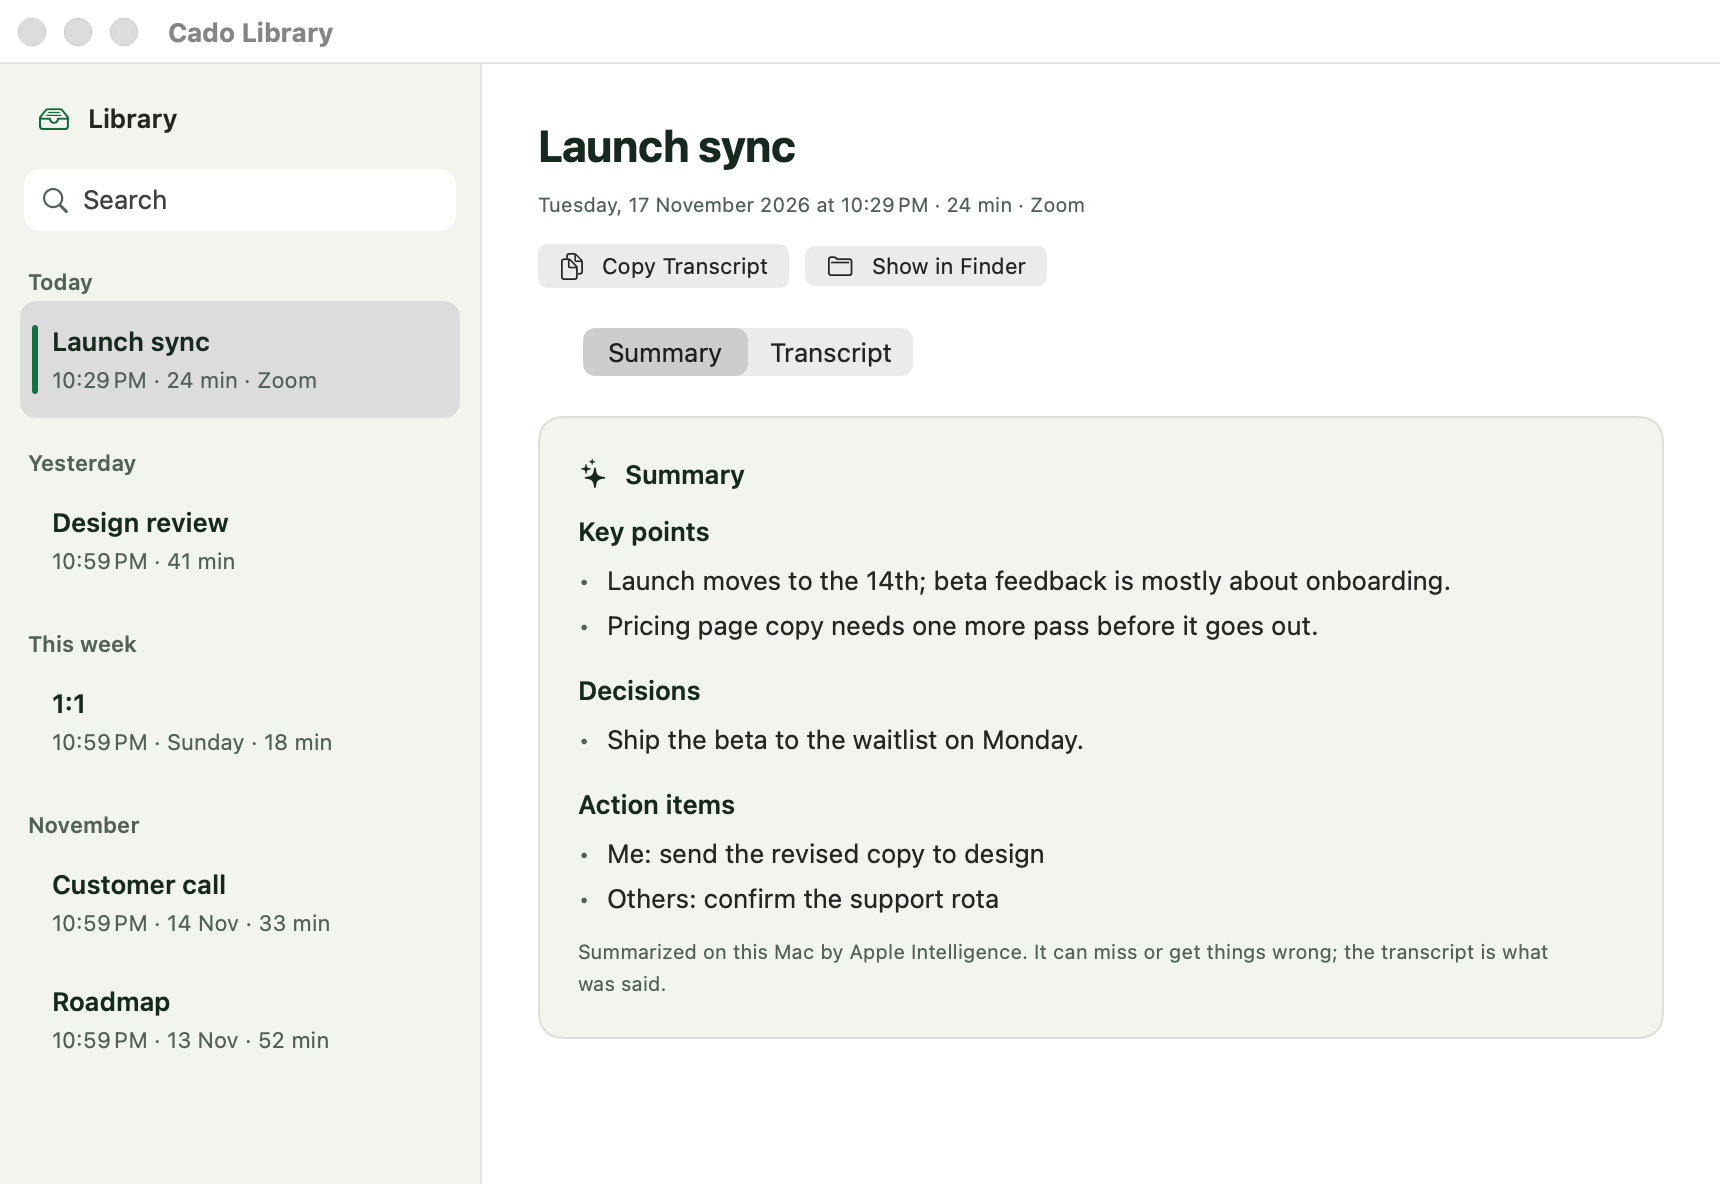 Cado Library
Library
Search
Today
Launch sync
10:29 PM · 24 min · Zoom
Yesterday
Design review
10:59 PM · 41 min
This week
1:1
10:59 PM · Sunday · 18 min
November
Customer call
10:59 PM · 14 Nov · 33 min
Roadmap
10:59 PM · 13 Nov · 52 min
Launch sync
Tuesday, 17 November 2026 at 10:29 PM · 24 min · Zoom
Copy Transcript
Show in Finder
Summary
Transcript
Summary
Key points
• Launch moves to the 14th; beta feedback is mostly about onboarding.
• Pricing page copy needs one more pass before it goes out.
Decisions
• Ship the beta to the waitlist on Monday.
Action items
• Me: send the revised copy to design
• Others: confirm the support rota
Summarized on this Mac by Apple Intelligence. It can miss or get things wrong; the transcript is what
was said.